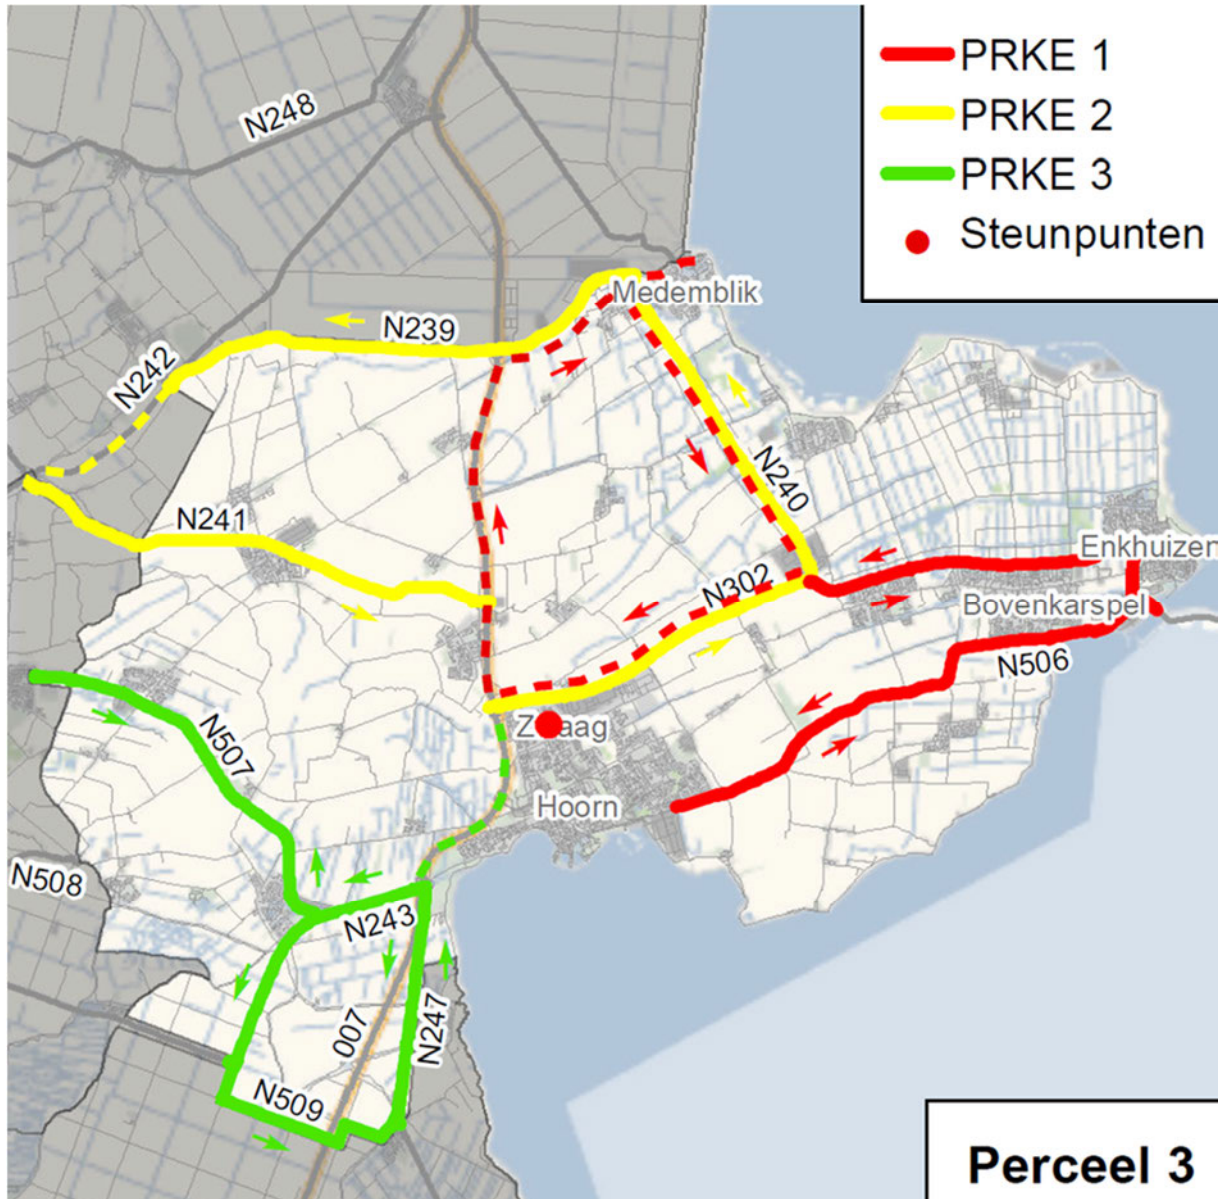 PRKE 1
PRKE 2
PRKE 3
Steunpunten
N248
Medemblik
N239
N242
N240
N241
Enkhuizen
N302
Bovenkarspel
N506
N507
Hoorn
N508
N243
007
N247
N509
Perceel 3